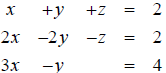 x +y +z = 2
2x −2y −z = 2
3x −y = 4